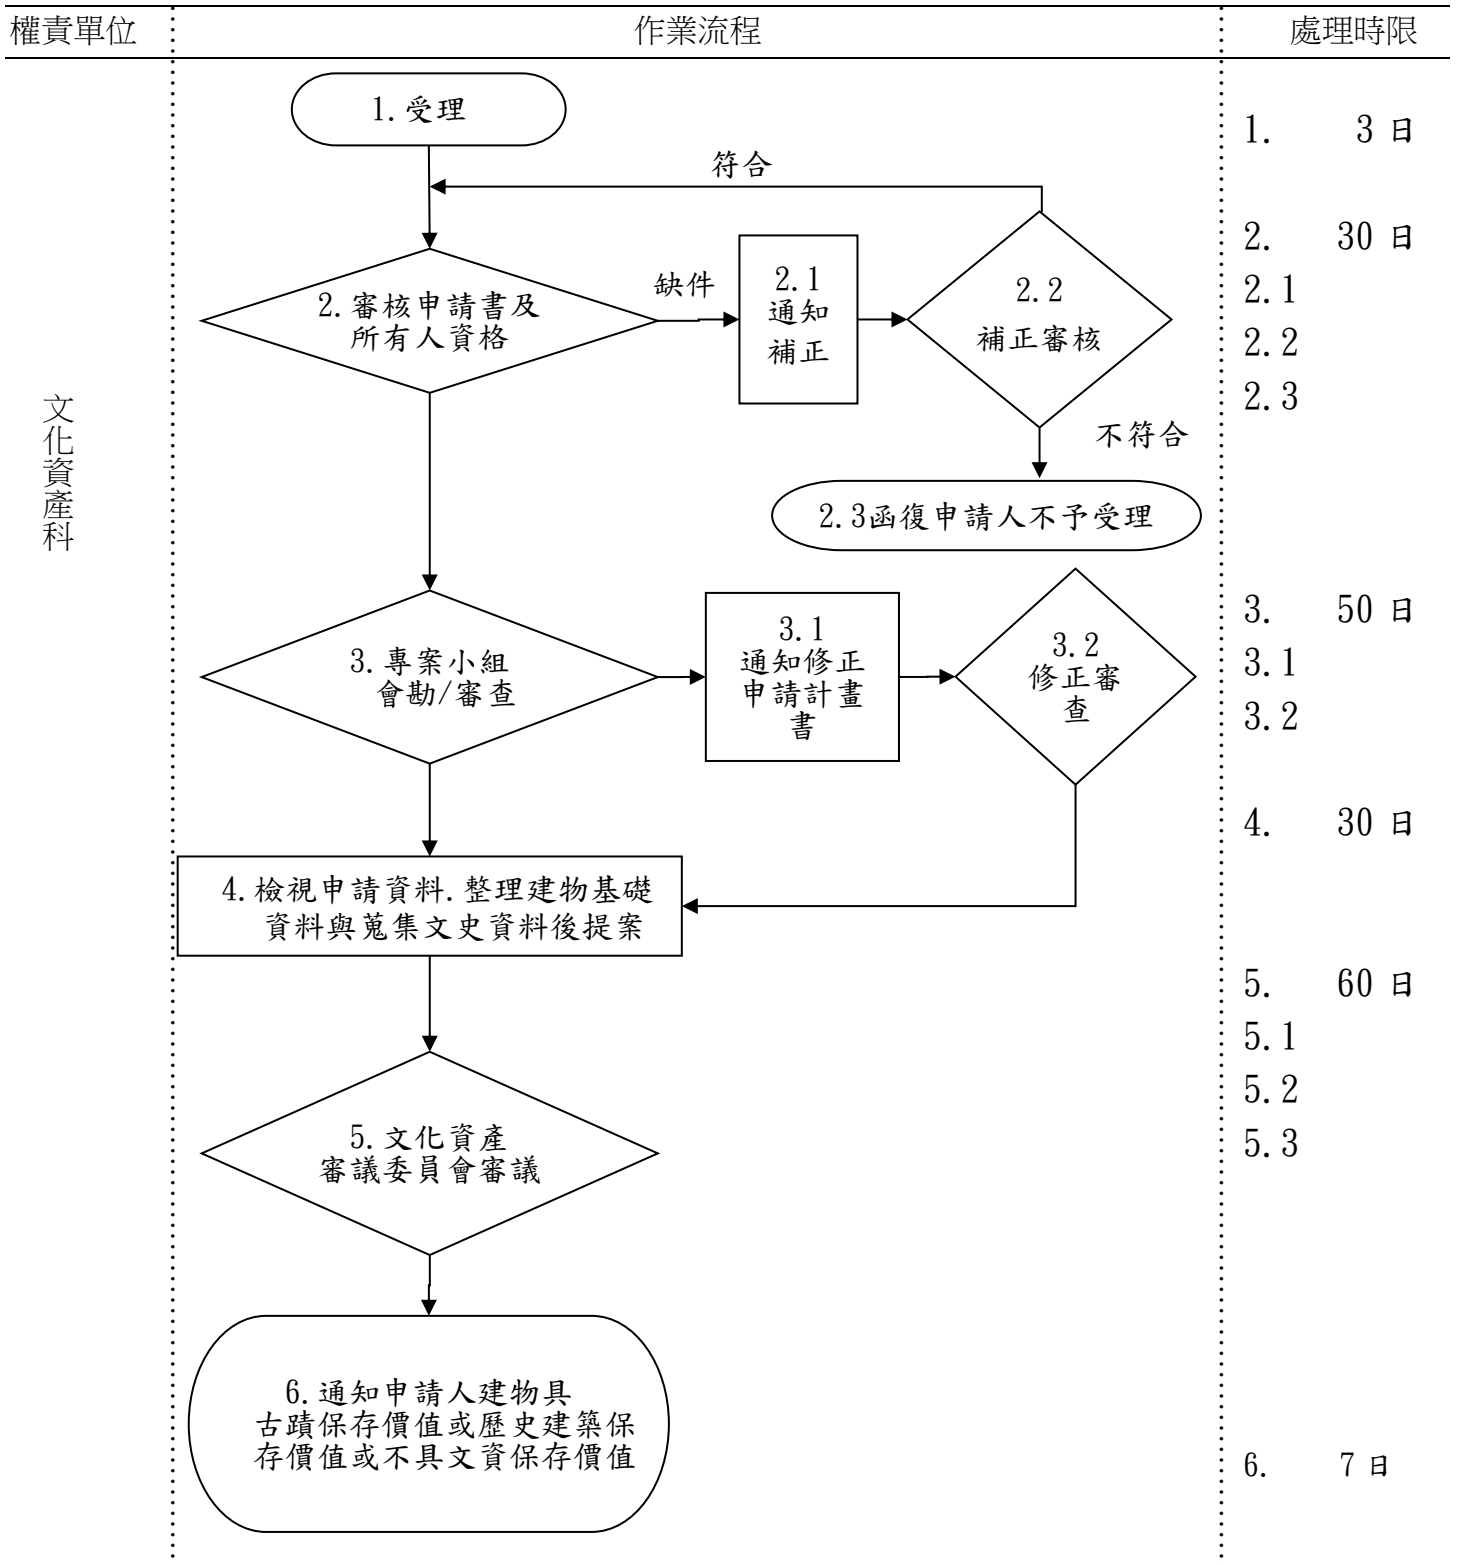 權責單位
作業流程
處理時限
文化資產科
1.受理
符合
2.審核申請書及
所有人資格
缺件
2.1
通知
補正
2.2
補正審核
不符合
2.3函復申請人不予受理
3.專案小組
會勘/審查
3.1
通知修正
申請計畫
書
3.2
修正審
查
4.檢視申請資料.整理建物基礎
資料與蒐集文史資料後提案
5.文化資產
審議委員會審議
6.通知申請人建物具
古蹟保存價值或歷史建築保
存價值或不具文資保存價值
1. 3 日
2. 30 日
2.1
2.2
2.3
3. 50 日
3.1
3.2
4. 30 日
5. 60 日
5.1
5.2
5.3
6. 7 日